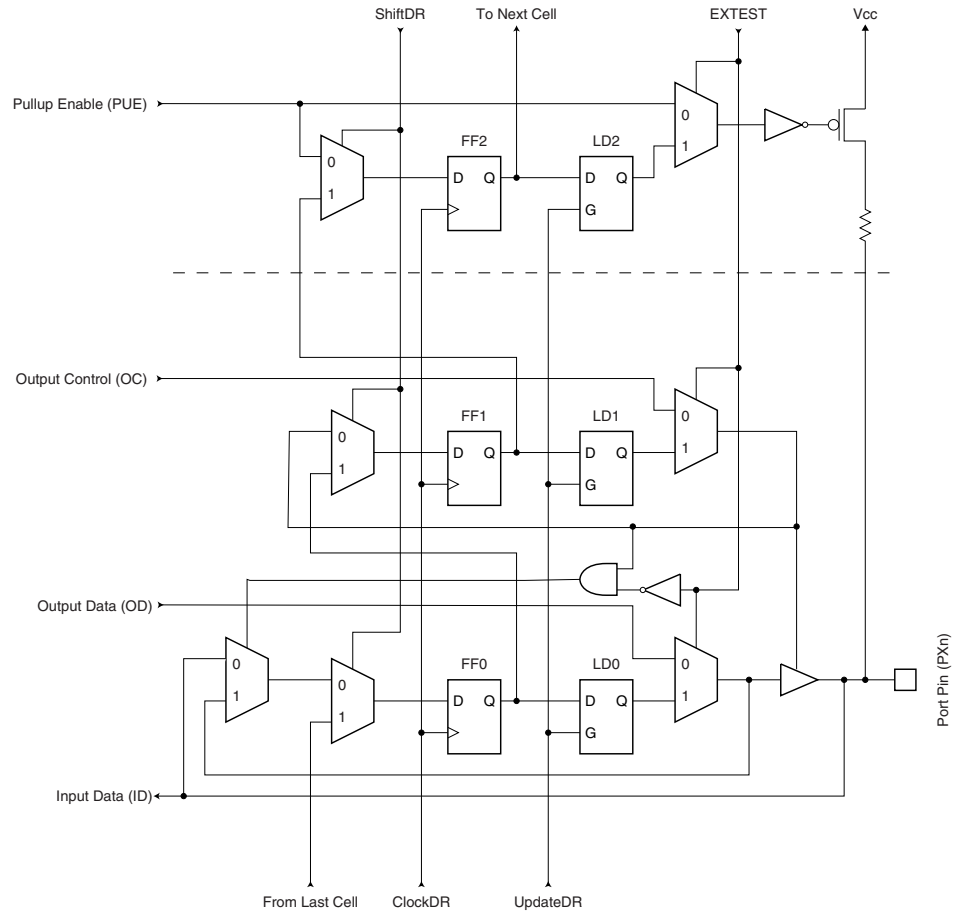 ShiftDR
To Next Cell
EXTEST
Vcc
Pullup Enable (PUE)
0
1
FF2
D Q
LD2
D Q
G
0
1
Output Control (OC)
0
1
FF1
D Q
LD1
D Q
G
0
1
Output Data (OD)
0
1
0
1
FF0
D Q
LD0
D Q
G
0
1
Port Pin (PXn)
Input Data (ID)
From Last Cell
ClockDR
UpdateDR